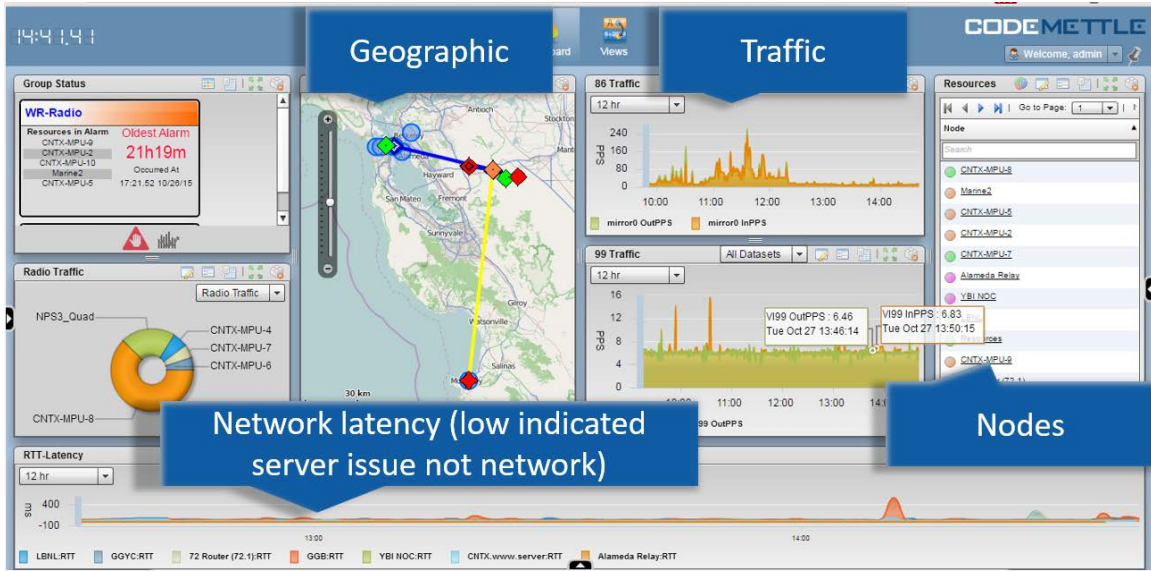 14:41.41
Geographic
board
Views
Traffic
CODEMETTLE
Welcome, admin
Group Status
WR-Radio
Resources in Alarm
CNTX-MPU-9
CNTX-MPU-2
CNTX-MPU-10
Marine2
CNTX-MPU-5
Oldest Alarm
21h19m
Occured At
17:21.52 10/26/15
Antioch
Stockton
Berkeley
Alameda
Hayward
San Mateo
Fremont
Sunnyvale
Gilroy
Watsonville
Salinas
30 km
86 Traffic
12 hr
240
160
80
0
PPS
10:00 11:00 12:00 13:00 14:00
mirror0 OutPPS mirror0 InPPS
99 Traffic
All Datasets
12 hr
16
12
8
4
0
PPS
VI99 OutPPS : 6.46
Tue Oct 27 13:46:14
VI99 InPPS : 6.83
Tue Oct 27 13:50:15
11:00 12:00 13:00
99 OutPPS
Resources
Go to Page: 1
Node
Search
CNTX-MPU-8
Marine2
CNTX-MPU-5
CNTX-MPU-2
CNTX-MPU-7
Alameda Relay
YBI NOC
CNTX-MPU-9
Nodes
Radio Traffic
Radio Traffic
NPS3_Quad
CNTX-MPU-4
CNTX-MPU-7
CNTX-MPU-6
CNTX-MPU-8
Network latency (low indicated
server issue not network)
RTT-Latency
12 hr
400
-100
ms
13:00
14:00
LBNL:RTT GGYC:RTT 72 Router (72.1):RTT GGB:RTT YBI NOC:RTT CNTX.www.server:RTT Alameda Relay:RTT